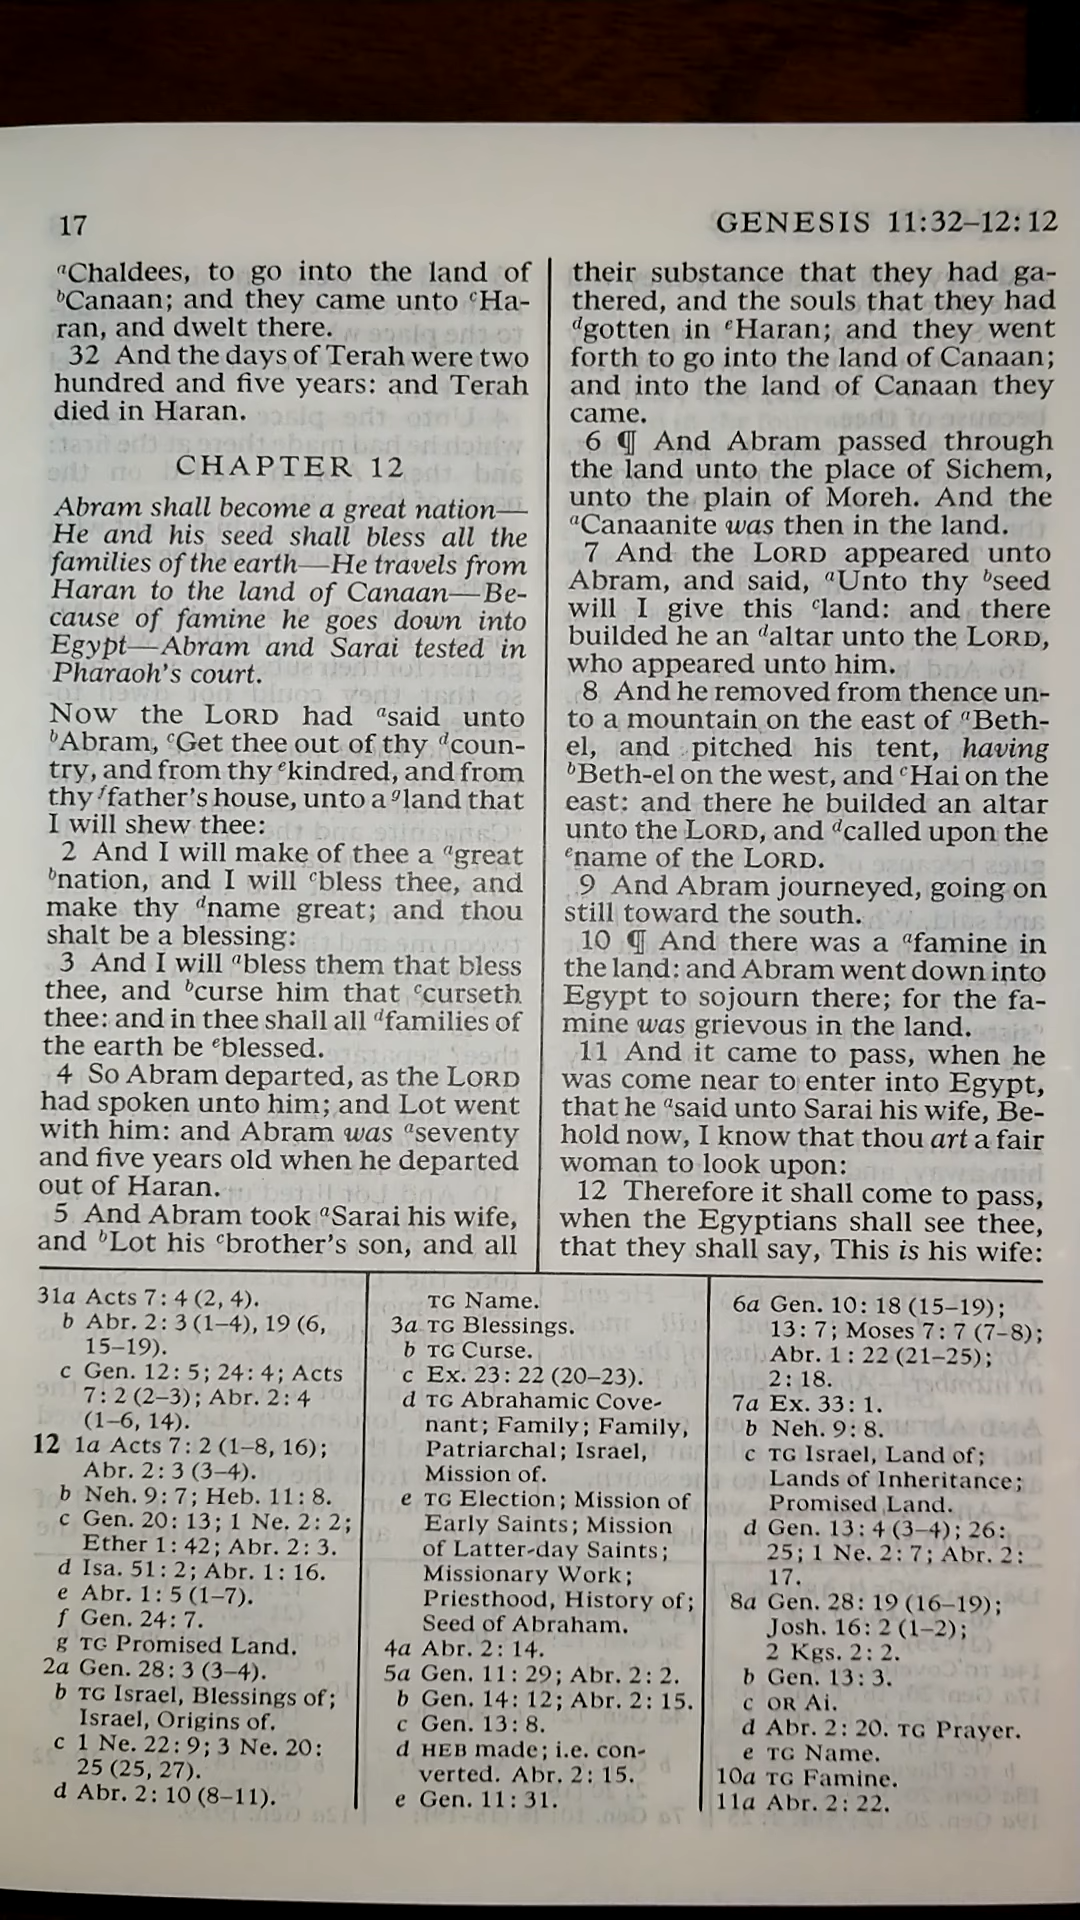 17
GENESIS 11:32–12:12
aChaldees, to go into the land of
bCanaan; and they came unto cHa-
ran, and dwelt there.
32 And the days of Terah were two
hundred and five years: and Terah
died in Haran.
CHAPTER 12
Abram shall become a great nation—
He and his seed shall bless all the
families of the earth—He travels from
Haran to the land of Canaan—Be-
cause of famine he goes down into
Egypt—Abram and Sarai tested in
Pharaoh's court.
Now the LORD had asaid unto
bAbram, cGet thee out of thy dcoun-
try, and from thy ekindred, and from
thy ffather's house, unto a gland that
I will shew thee:
2 And I will make of thee a agreat
bnation, and I will cbless thee, and
make thy dname great; and thou
shalt be a blessing:
3 And I will abless them that bless
thee, and bcurse him that ccurseth
thee: and in thee shall all dfamilies of
the earth be eblessed.
4 So Abram departed, as the LORD
had spoken unto him; and Lot went
with him: and Abram was aseventy
and five years old when he departed
out of Haran.
5 And Abram took aSarai his wife,
and bLot his cbrother's son, and all
their substance that they had ga-
thered, and the souls that they had
dgotten in eHaran; and they went
forth to go into the land of Canaan;
and into the land of Canaan they
came.
6 ¶ And Abram passed through
the land unto the place of Sichem,
unto the plain of Moreh. And the
aCanaanite was then in the land.
7 And the LORD appeared unto
Abram, and said, aUnto thy bseed
will I give this cland: and there
builded he an daltar unto the LORD,
who appeared unto him.
8 And he removed from thence un-
to a mountain on the east of aBeth-
el, and pitched his tent, having
bBeth-el on the west, and cHai on the
east: and there he builded an altar
unto the LORD, and dcalled upon the
ename of the LORD.
9 And Abram journeyed, going on
still toward the south.
10 ¶ And there was a afamine in
the land: and Abram went down into
Egypt to sojourn there; for the fa-
mine was grievous in the land.
11 And it came to pass, when he
was come near to enter into Egypt,
that he asaid unto Sarai his wife, Be-
hold now, I know that thou art a fair
woman to look upon:
12 Therefore it shall come to pass,
when the Egyptians shall see thee,
that they shall say, This is his wife:
31a Acts 7:4 (2, 4).
b Abr. 2:3 (1–4), 19 (6,
15–19).
c Gen. 12:5; 24:4; Acts
7:2 (2–3); Abr. 2:4
(1–6, 14).
12 1a Acts 7:2 (1–8, 16);
Abr. 2:3 (3–4).
b Neh. 9:7; Heb. 11:8.
c Gen. 20:13; 1 Ne. 2:2;
Ether 1:42; Abr. 2:3.
d Isa. 51:2; Abr. 1:16.
e Abr. 1:5 (1–7).
f Gen. 24:7.
g TG Promised Land.
2a Gen. 28:3 (3–4).
b TG Israel, Blessings of;
Israel, Origins of.
c 1 Ne. 22:9; 3 Ne. 20:
25 (25, 27).
d Abr. 2:10 (8–11).
TG Name.
3a TG Blessings.
b TG Curse.
c Ex. 23:22 (20–23).
d TG Abrahamic Cove-
nant; Family; Family,
Patriarchal; Israel,
Mission of.
e TG Election; Mission of
Early Saints; Mission
of Latter-day Saints;
Missionary Work;
Priesthood, History of;
Seed of Abraham.
4a Abr. 2:14.
5a Gen. 11:29; Abr. 2:2.
b Gen. 14:12; Abr. 2:15.
c Gen. 13:8.
d HEB made; i.e. con-
verted. Abr. 2:15.
e Gen. 11:31.
6a Gen. 10:18 (15–19);
13:7; Moses 7:7 (7–8);
Abr. 1:22 (21–25);
2:18.
7a Ex. 33:1.
b Neh. 9:8.
c TG Israel, Land of;
Lands of Inheritance;
Promised Land.
d Gen. 13:4 (3–4); 26:
25; 1 Ne. 2:7; Abr. 2:
17.
8a Gen. 28:19 (16–19);
Josh. 16:2 (1–2);
2 Kgs. 2:2.
b Gen. 13:3.
c OR Ai.
d Abr. 2:20. TG Prayer.
e TG Name.
10a TG Famine.
11a Abr. 2:22.